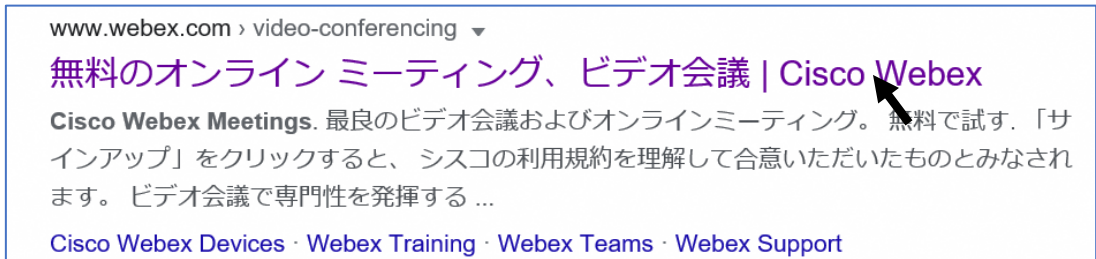 www.webex.com › video-conferencing
無料のオンライン ミーティング、ビデオ会議 | Cisco Webex
Cisco Webex Meetings. 最良のビデオ会議およびオンラインミーティング。 無料で試す. 「サ
インアップ」をクリックすると、 シスコの利用規約を理解して合意いただいたものとみなされ
ます。 ビデオ会議で専門性を発揮する ...
Cisco Webex Devices · Webex Training · Webex Teams · Webex Support